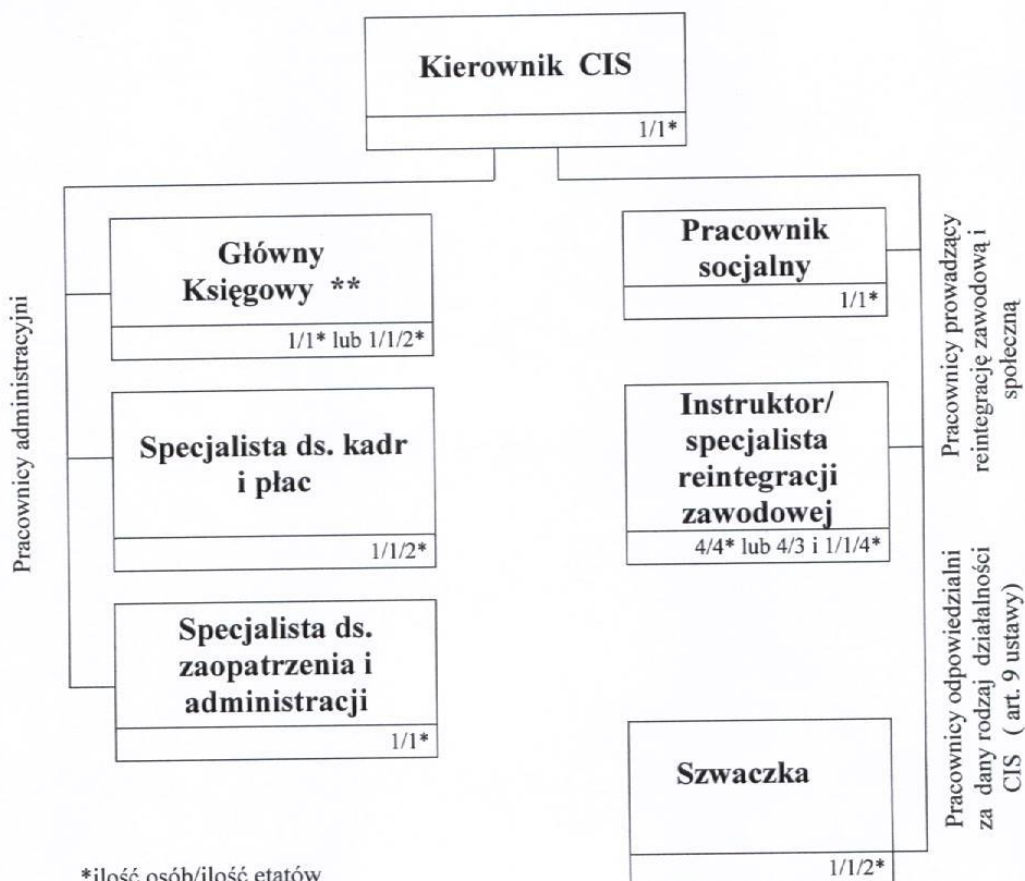 Kierownik CIS
1/1*
Pracownicy administracyjni
Główny
Księgowy **
1/1* lub 1/1/2*
Specjalista ds. kadr
i płac
1/1/2*
Specjalista ds.
zaopatrzenia i
administracji
1/1*
Pracownik
socjalny
1/1*
Instruktor/
specjalista
reintegracji
zawodowej
4/4* lub 4/3 i 1/1/4*
Szwaczka
1/1/2*
Pracownicy prowadzący
reintegrację zawodową i
społeczną
Pracownicy odpowiedzialni
za dany rodzaj działalności
CIS ( art. 9 ustawy)
*ilość osób/ilość etatów